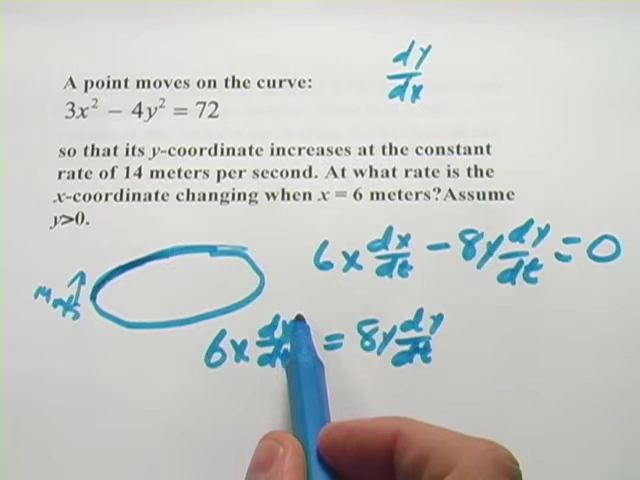 dy/dx
A point moves on the curve:
3x² − 4y² = 72
so that its y-coordinate increases at the constant
rate of 14 meters per second. At what rate is the
x-coordinate changing when x = 6 meters? Assume
y>0.
6x dx/dt − 8y dy/dt = 0
6x = 8y dy/dt